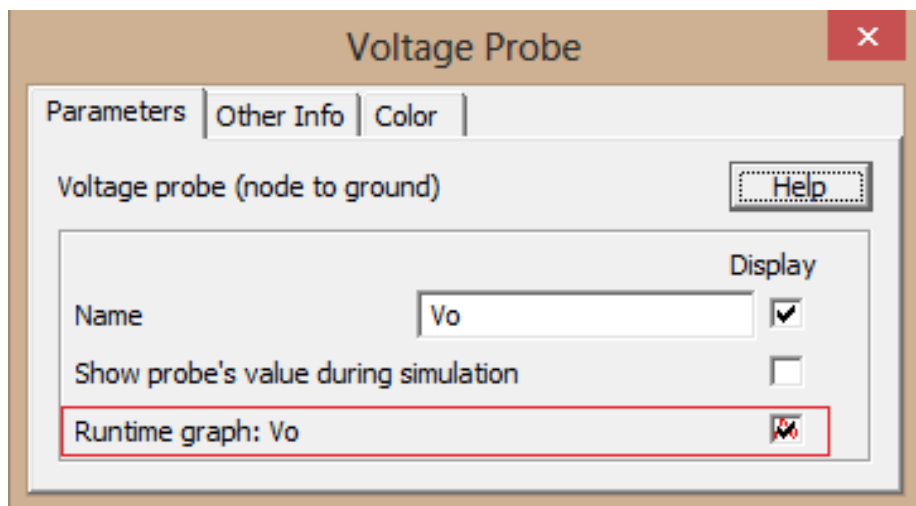 Voltage Probe
Parameters Other Info Color
Voltage probe (node to ground) Help
Display
Name Vo
Show probe's value during simulation
Runtime graph: Vo